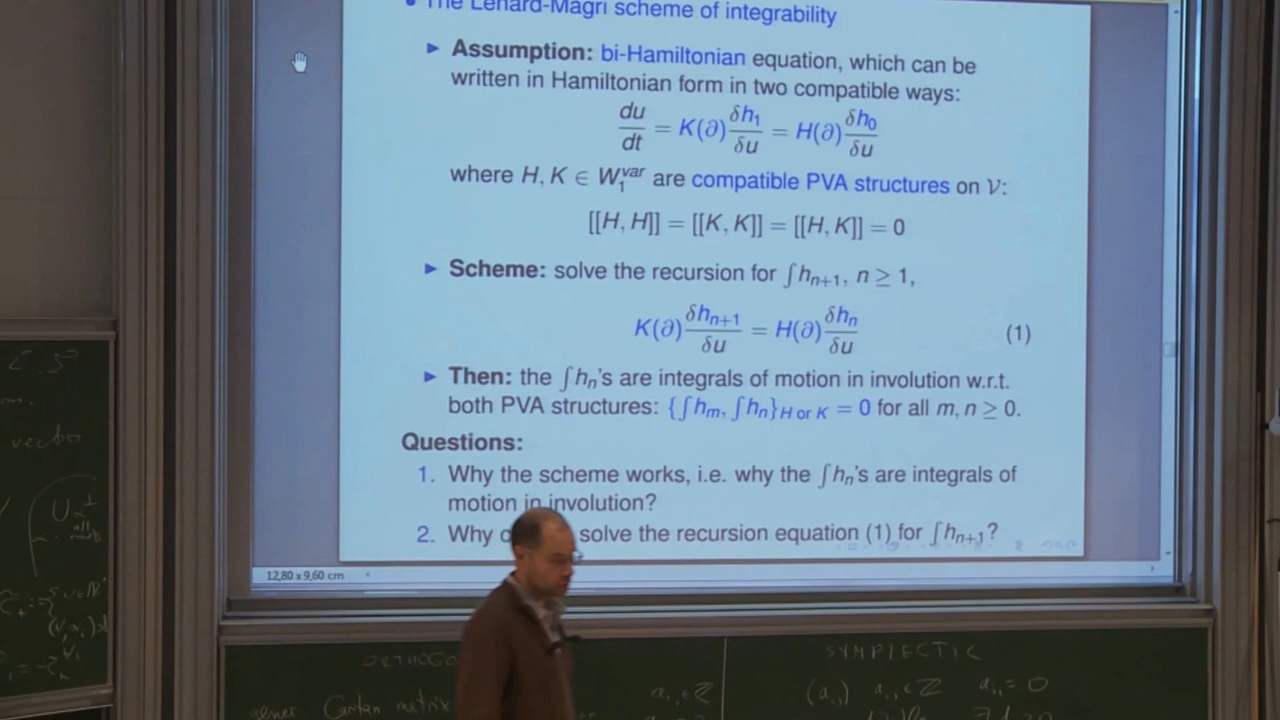 • The Lenard-Magri scheme of integrability
▶ Assumption: bi-Hamiltonian equation, which can be
written in Hamiltonian form in two compatible ways:
du/dt = K(∂) δh₁/δu = H(∂) δh₀/δu
where H, K ∈ W₁^var are compatible PVA structures on 𝒱:
[[H, H]] = [[K, K]] = [[H, K]] = 0
▶ Scheme: solve the recursion for ∫hₙ₊₁, n ≥ 1,
K(∂) δhₙ₊₁/δu = H(∂) δhₙ/δu (1)
▶ Then: the ∫hₙ's are integrals of motion in involution w.r.t.
both PVA structures: {∫hₘ, ∫hₙ}_H or K = 0 for all m, n ≥ 0.
Questions:
1. Why the scheme works, i.e. why the ∫hₙ's are integrals of
motion in involution?
2. Why solve the recursion equation (1) for ∫hₙ₊₁?
12,80 x 9,60 cm
vector
SYMPLECTIC
Cartan matrix